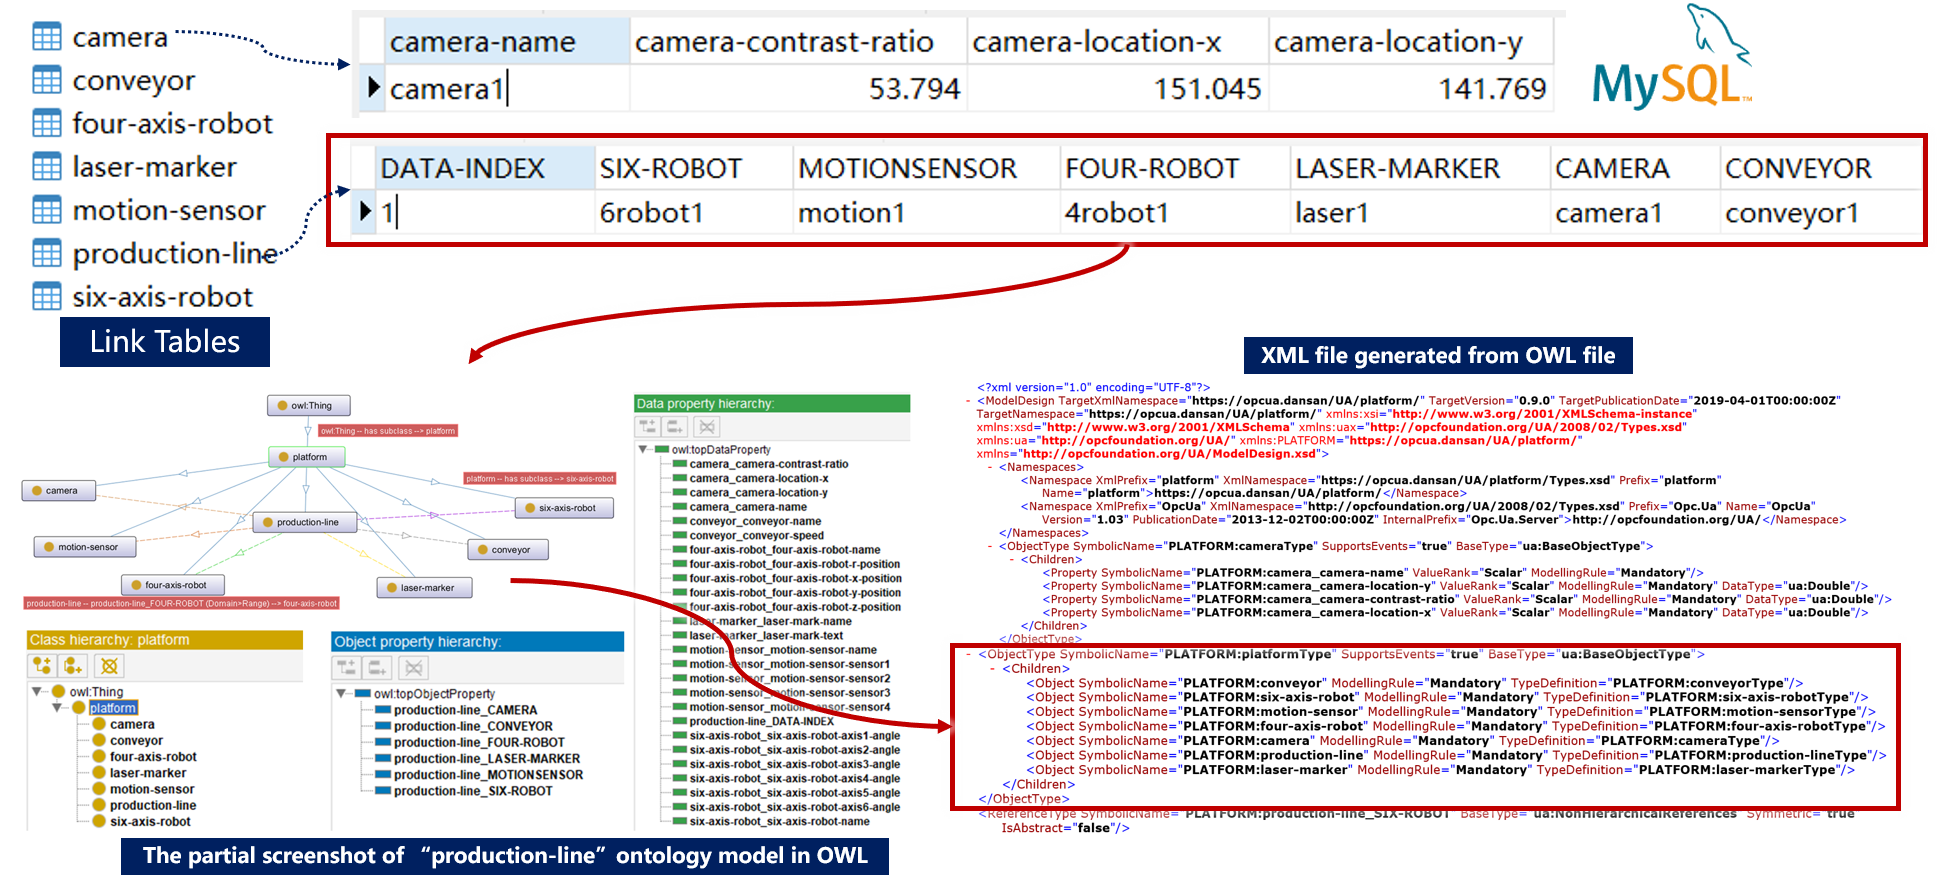 camera
conveyor
four-axis-robot
laser-marker
motion-sensor
production-line
six-axis-robot
Link Tables
camera-name camera-contrast-ratio camera-location-x camera-location-y
camera1 53.794 151.045 141.769
MySQL™
DATA-INDEX SIX-ROBOT MOTIONSENSOR FOUR-ROBOT LASER-MARKER CAMERA CONVEYOR
1 6robot1 motion1 4robot1 laser1 camera1 conveyor1
owl:Thing
owl:Thing -- has subclass --> platform
platform
platform -- has subclass --> six-axis-robot
camera
six-axis-robot
production-line
motion-sensor
conveyor
four-axis-robot
laser-marker
production-line -- production-line_FOUR-ROBOT (Domain>Range) --> four-axis-robot
Class hierarchy: platform
owl:Thing
platform
camera
conveyor
four-axis-robot
laser-marker
motion-sensor
production-line
six-axis-robot
Object property hierarchy:
owl:topObjectProperty
production-line_CAMERA
production-line_CONVEYOR
production-line_FOUR-ROBOT
production-line_LASER-MARKER
production-line_MOTIONSENSOR
production-line_SIX-ROBOT
Data property hierarchy:
owl:topDataProperty
camera_camera-contrast-ratio
camera_camera-location-x
camera_camera-location-y
camera_camera-name
conveyor_conveyor-name
conveyor_conveyor-speed
four-axis-robot_four-axis-robot-name
four-axis-robot_four-axis-robot-r-position
four-axis-robot_four-axis-robot-x-position
four-axis-robot_four-axis-robot-y-position
four-axis-robot_four-axis-robot-z-position
laser-marker_laser-mark-name
laser-marker_laser-mark-text
motion-sensor_motion-sensor-name
motion-sensor_motion-sensor-sensor1
motion-sensor_motion-sensor-sensor2
motion-sensor_motion-sensor-sensor3
motion-sensor_motion-sensor-sensor4
production-line_DATA-INDEX
six-axis-robot_six-axis-robot-axis1-angle
six-axis-robot_six-axis-robot-axis2-angle
six-axis-robot_six-axis-robot-axis3-angle
six-axis-robot_six-axis-robot-axis4-angle
six-axis-robot_six-axis-robot-axis5-angle
six-axis-robot_six-axis-robot-axis6-angle
six-axis-robot_six-axis-robot-name
The partial screenshot of “production-line” ontology model in OWL
XML file generated from OWL file
<?xml version="1.0" encoding="UTF-8"?>
- <ModelDesign TargetXmlNamespace="https://opcua.dansan/UA/platform/" TargetVersion="0.9.0" TargetPublicationDate="2019-04-01T00:00:00Z"
TargetNamespace="https://opcua.dansan/UA/platform/" xmlns:xsi="http://www.w3.org/2001/XMLSchema-instance"
xmlns:xsd="http://www.w3.org/2001/XMLSchema" xmlns:uax="http://opcfoundation.org/UA/2008/02/Types.xsd"
xmlns:ua="http://opcfoundation.org/UA/" xmlns:PLATFORM="https://opcua.dansan/UA/platform/"
xmlns="http://opcfoundation.org/UA/ModelDesign.xsd">
- <Namespaces>
<Namespace XmlPrefix="platform" XmlNamespace="https://opcua.dansan/UA/platform/Types.xsd" Prefix="platform"
Name="platform">https://opcua.dansan/UA/platform/</Namespace>
<Namespace XmlPrefix="OpcUa" XmlNamespace="http://opcfoundation.org/UA/2008/02/Types.xsd" Prefix="Opc.Ua" Name="OpcUa"
Version="1.03" PublicationDate="2013-12-02T00:00:00Z" InternalPrefix="Opc.Ua.Server">http://opcfoundation.org/UA/</Namespace>
</Namespaces>
- <ObjectType SymbolicName="PLATFORM:cameraType" SupportsEvents="true" BaseType="ua:BaseObjectType">
- <Children>
<Property SymbolicName="PLATFORM:camera_camera-name" ValueRank="Scalar" ModellingRule="Mandatory"/>
<Property SymbolicName="PLATFORM:camera_camera-location-y" ValueRank="Scalar" ModellingRule="Mandatory" DataType="ua:Double"/>
<Property SymbolicName="PLATFORM:camera_camera-contrast-ratio" ValueRank="Scalar" ModellingRule="Mandatory" DataType="ua:Double"/>
<Property SymbolicName="PLATFORM:camera_camera-location-x" ValueRank="Scalar" ModellingRule="Mandatory" DataType="ua:Double"/>
</Children>
</ObjectType>
- <ObjectType SymbolicName="PLATFORM:platformType" SupportsEvents="true" BaseType="ua:BaseObjectType">
- <Children>
<Object SymbolicName="PLATFORM:conveyor" ModellingRule="Mandatory" TypeDefinition="PLATFORM:conveyorType"/>
<Object SymbolicName="PLATFORM:six-axis-robot" ModellingRule="Mandatory" TypeDefinition="PLATFORM:six-axis-robotType"/>
<Object SymbolicName="PLATFORM:motion-sensor" ModellingRule="Mandatory" TypeDefinition="PLATFORM:motion-sensorType"/>
<Object SymbolicName="PLATFORM:four-axis-robot" ModellingRule="Mandatory" TypeDefinition="PLATFORM:four-axis-robotType"/>
<Object SymbolicName="PLATFORM:camera" ModellingRule="Mandatory" TypeDefinition="PLATFORM:cameraType"/>
<Object SymbolicName="PLATFORM:production-line" ModellingRule="Mandatory" TypeDefinition="PLATFORM:production-lineType"/>
<Object SymbolicName="PLATFORM:laser-marker" ModellingRule="Mandatory" TypeDefinition="PLATFORM:laser-markerType"/>
</Children>
</ObjectType>
<ReferenceType SymbolicName="PLATFORM:production-line_SIX-ROBOT" BaseType="ua:NonHierarchicalReferences" Symmetric="true"
IsAbstract="false"/>